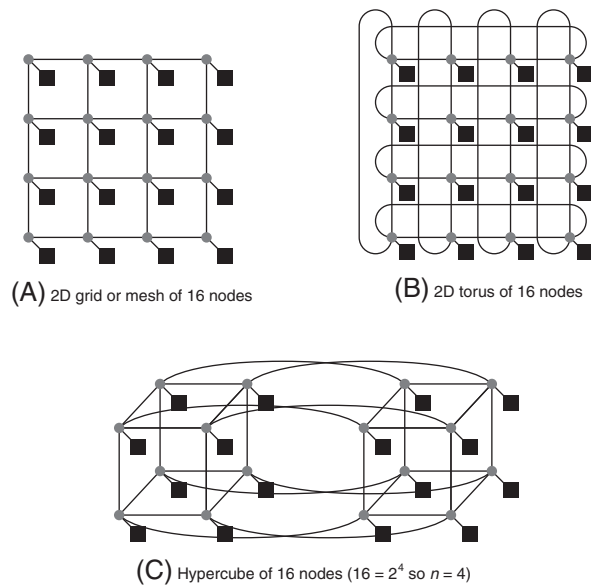 (A) 2D grid or mesh of 16 nodes
(B) 2D torus of 16 nodes
(C) Hypercube of 16 nodes (16 = 2⁴ so n = 4)